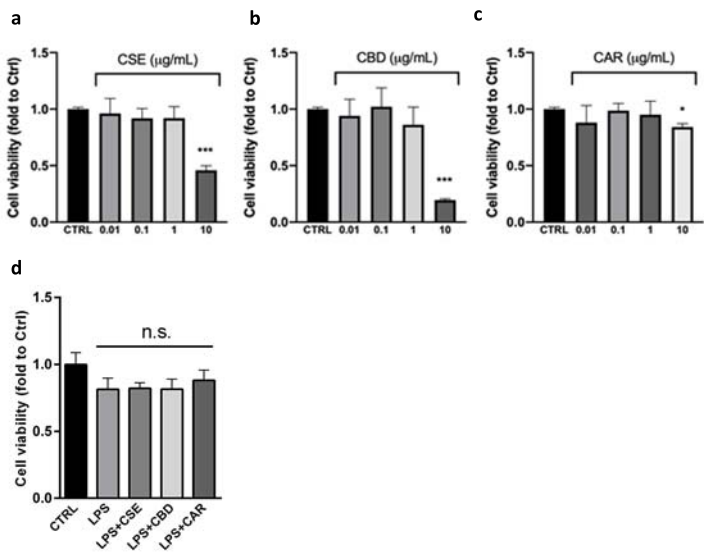 a
CSE (μg/mL)
Cell viability (fold to Ctrl)
1.5
1.0
0.5
0.0
***
CTRL 0.01 0.1 1 10
b
CBD (μg/mL)
Cell viability (fold to Ctrl)
1.5
1.0
0.5
0.0
***
CTRL 0.01 0.1 1 10
c
CAR (μg/mL)
Cell viability (fold to Ctrl)
1.5
1.0
0.5
0.0
*
CTRL 0.01 0.1 1 10
d
n.s.
Cell viability (fold to Ctrl)
1.5
1.0
0.5
0.0
CTRL
LPS
LPS+CSE
LPS+CBD
LPS+CAR